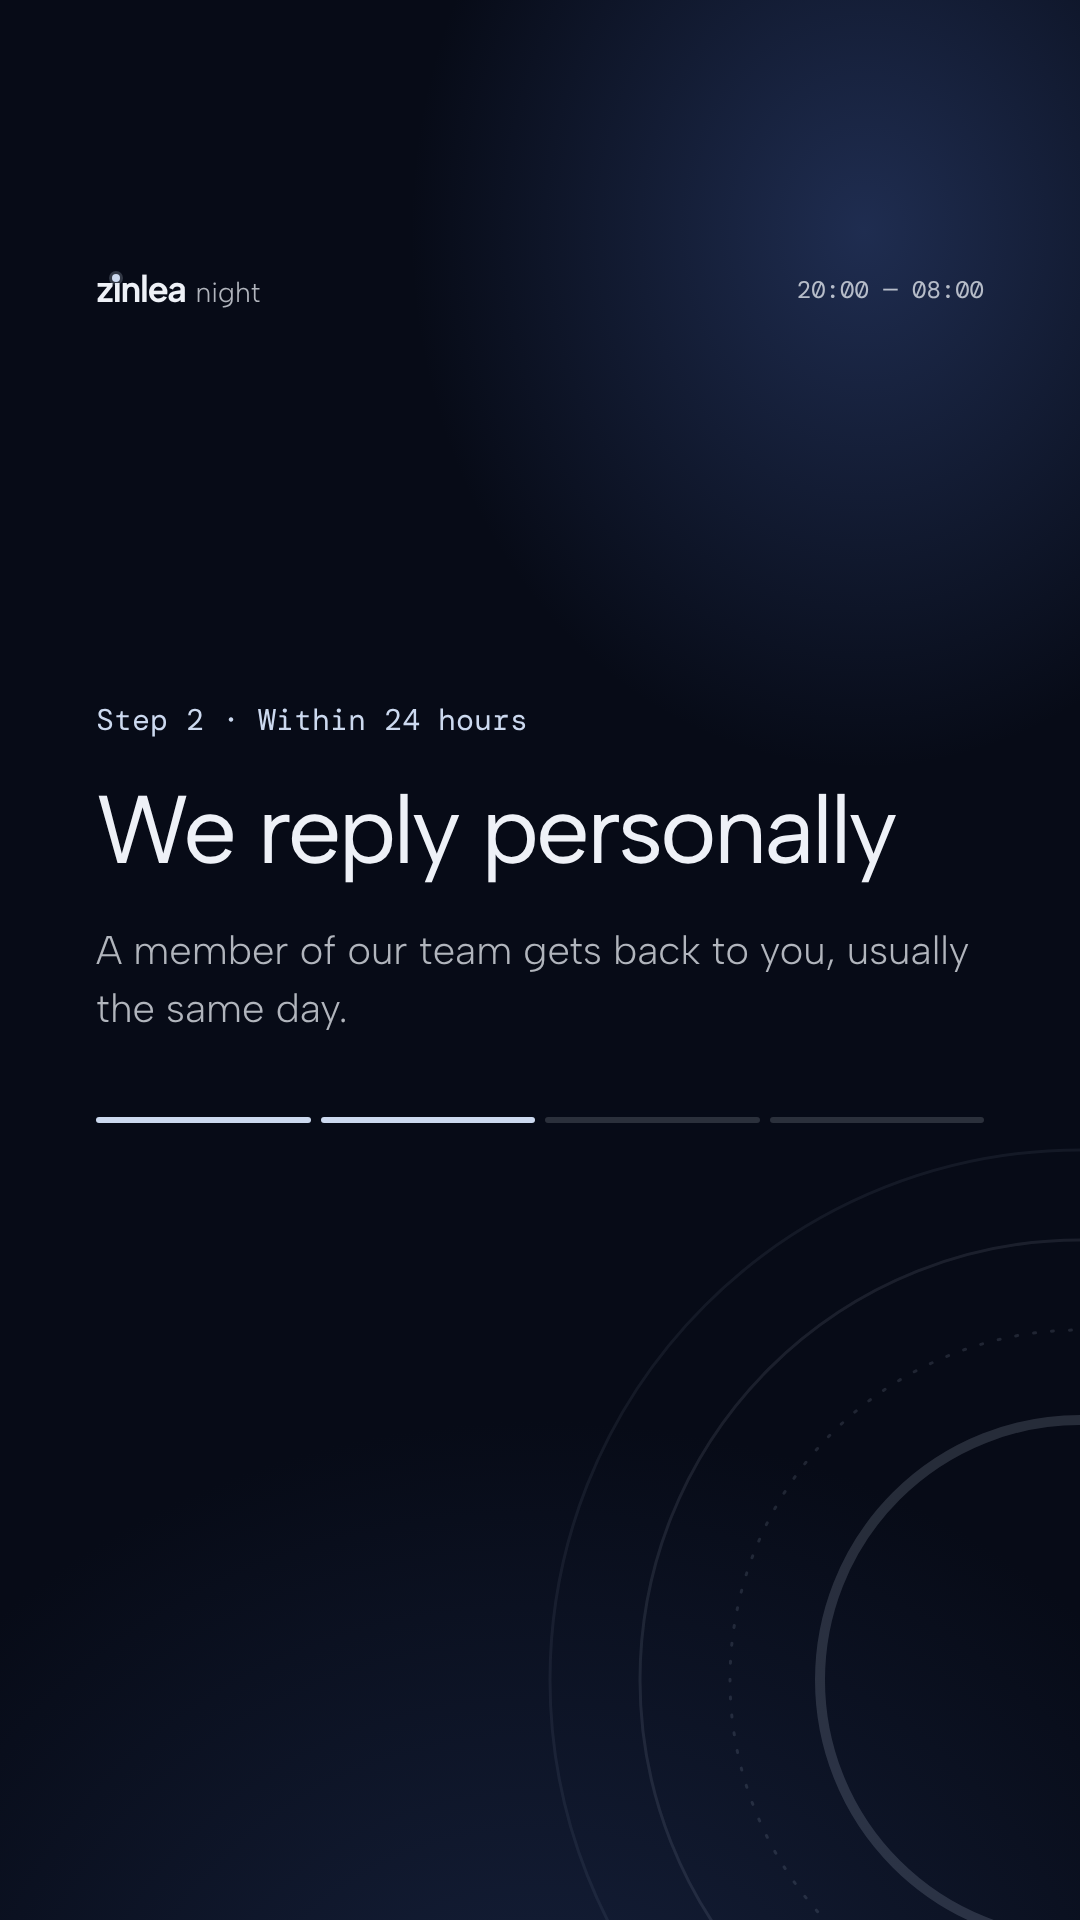 zinlea night
20:00 — 08:00
Step 2 · Within 24 hours
We reply personally
A member of our team gets back to you, usually
the same day.